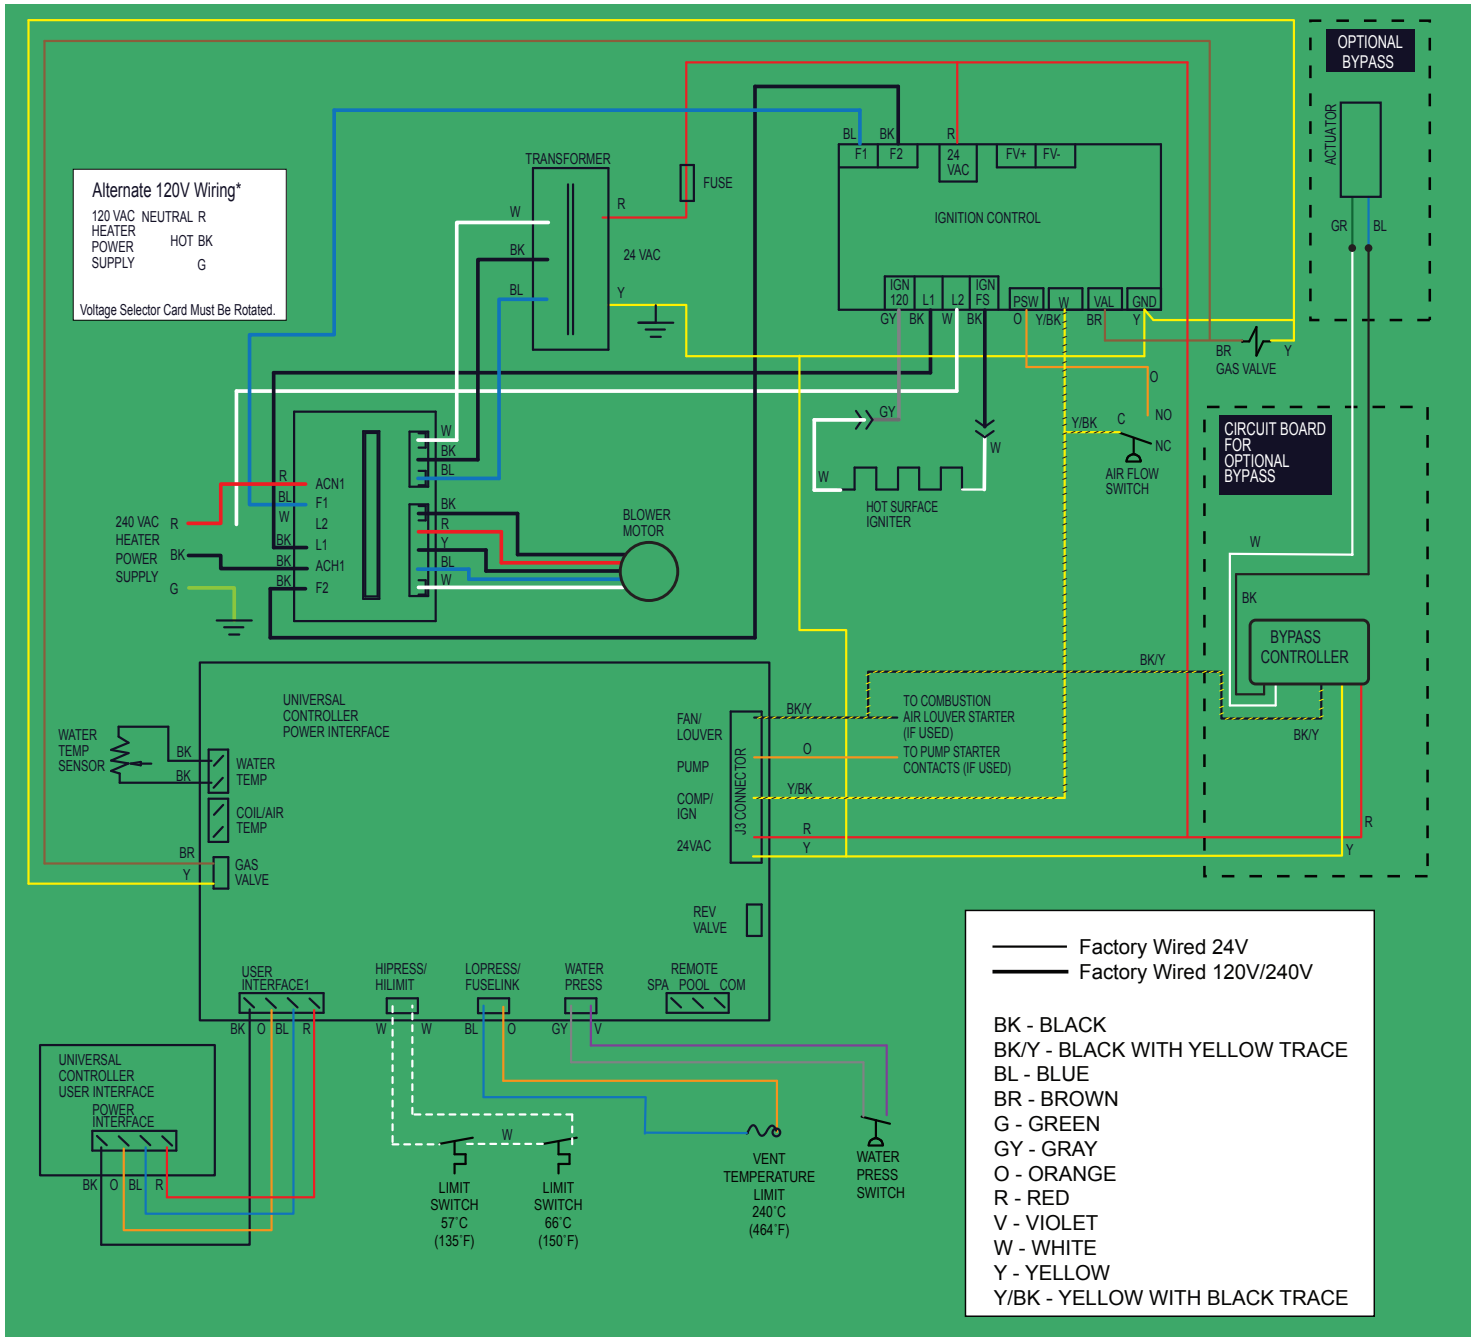 OPTIONAL
BYPASS
ACTUATOR
GR
BL
Alternate 120V Wiring*
120 VAC NEUTRAL R
HEATER
POWER HOT BK
SUPPLY G
Voltage Selector Card Must Be Rotated.
TRANSFORMER
W
BK
BL
R
24 VAC
Y
FUSE
BL
BK
R
F1
F2
24
VAC
FV+
FV-
IGNITION CONTROL
IGN
120
L1
L2
IGN
FS
PSW
W
VAL
GND
GY
BK
W
BK
O
Y/BK
BR
Y
BR
Y
GAS VALVE
O
NO
C
Y/BK
NC
AIR FLOW
SWITCH
GY
W
W
HOT SURFACE
IGNITER
CIRCUIT BOARD
FOR
OPTIONAL
BYPASS
W
BK
BYPASS
CONTROLLER
BK/Y
BK/Y
R
Y
240 VAC R
HEATER
POWER BK
SUPPLY
G
R
BL
W
BK
BK
BK
ACN1
F1
L2
L1
ACH1
F2
W
BK
BL
BK
R
Y
BL
W
BLOWER
MOTOR
UNIVERSAL
CONTROLLER
POWER INTERFACE
WATER
TEMP
SENSOR
BK
BK
WATER
TEMP
COIL/AIR
TEMP
BR
Y
GAS
VALVE
FAN/
LOUVER
PUMP
COMP/
IGN
24VAC
J3 CONNECTOR
BK/Y
O
Y/BK
R
Y
TO COMBUSTION
AIR LOUVER STARTER
(IF USED)
TO PUMP STARTER
CONTACTS (IF USED)
REV
VALVE
USER
INTERFACE1
HIPRESS/
HILIMIT
LOPRESS/
FUSELINK
WATER
PRESS
REMOTE
SPA POOL COM
BK O BL R
W W
BL O
GY V
UNIVERSAL
CONTROLLER
USER INTERFACE
POWER
INTERFACE
BK O BL R
W
LIMIT
SWITCH
57˚C
(135˚F)
LIMIT
SWITCH
66˚C
(150˚F)
VENT
TEMPERATURE
LIMIT
240˚C
(464˚F)
WATER
PRESS
SWITCH
Factory Wired 24V
Factory Wired 120V/240V
BK - BLACK
BK/Y - BLACK WITH YELLOW TRACE
BL - BLUE
BR - BROWN
G - GREEN
GY - GRAY
O - ORANGE
R - RED
V - VIOLET
W - WHITE
Y - YELLOW
Y/BK - YELLOW WITH BLACK TRACE